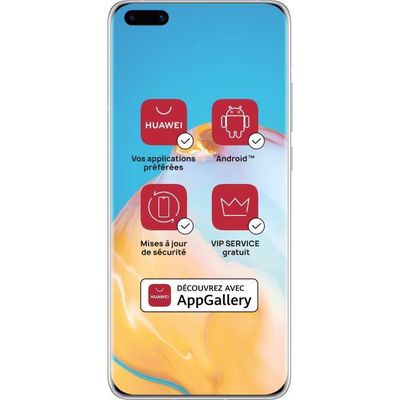 HUAWEI
Vos applications
préférées
Android™
Mises à jour
de sécurité
VIP SERVICE
gratuit
DÉCOUVREZ AVEC
HUAWEI
AppGallery